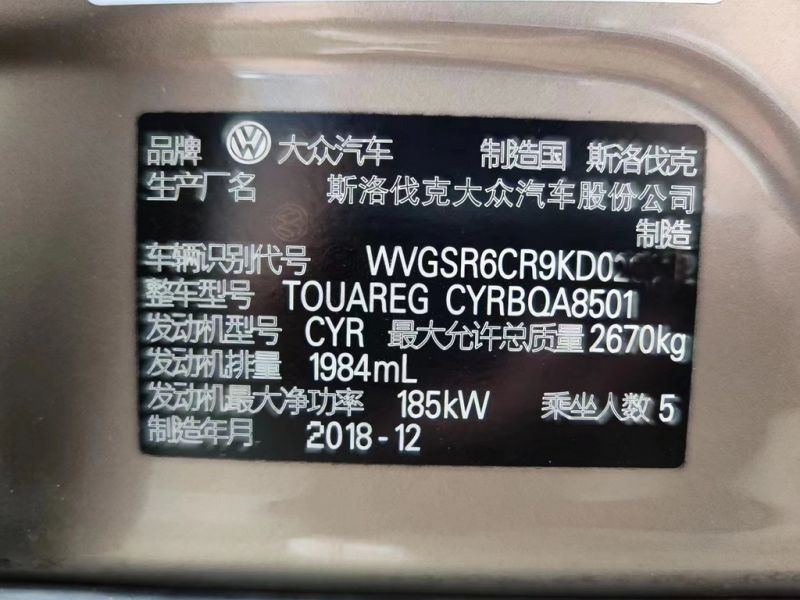 品牌 大众汽车 制造国 斯洛伐克
生产厂名 斯洛伐克大众汽车股份公司
制造
车辆识别代号 WVGSR6CR9KD02
整车型号 TOUAREG CYRBQA8501
发动机型号 CYR 最大允许总质量 2670kg
发动机排量 1984mL
发动机最大净功率 185kW 乘坐人数 5
制造年月 2018-12